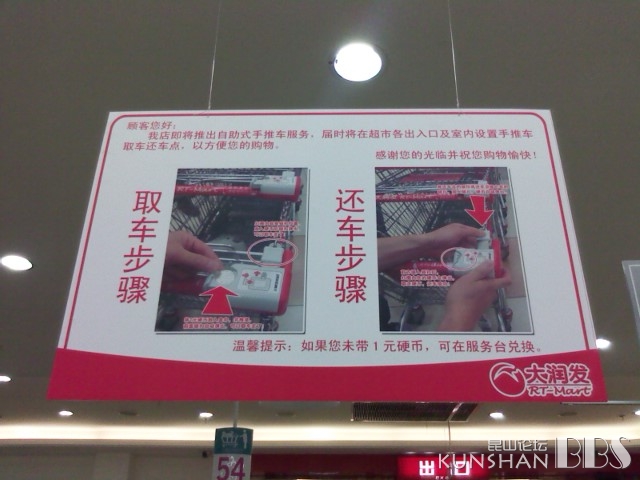 顾客您好：
我店即将推出自助式手推车服务，届时将在超市各出入口及室内设置手推车
取车还车点，以方便您的购物。
感谢您的光临并祝您购物愉快！
取车步骤
还车步骤
温馨提示：如果您未带1元硬币，可在服务台兑换。
大润发
RT-Mart
54
出口
昆山论坛
KUNSHAN BBS